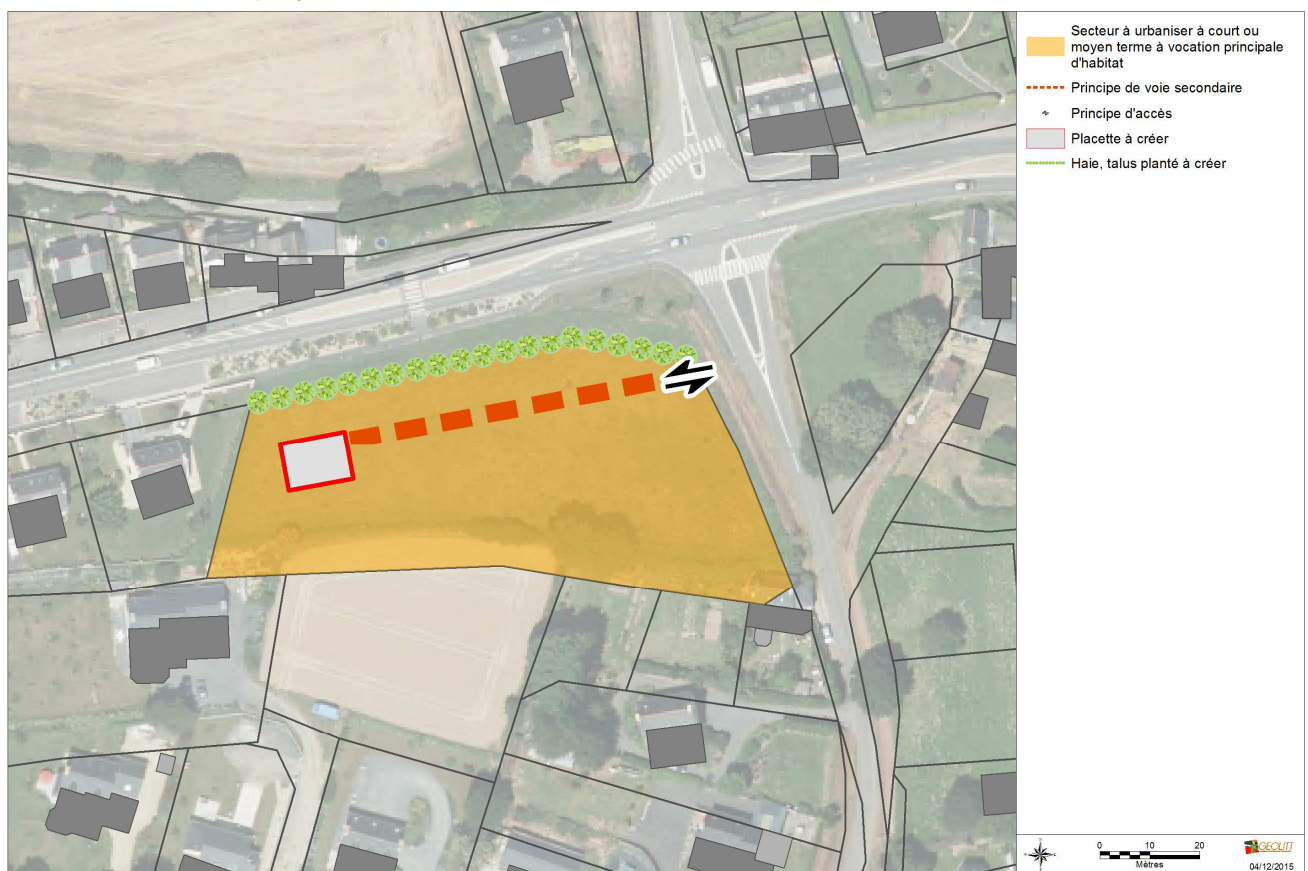 Secteur à urbaniser à court ou
moyen terme à vocation principale
d'habitat
Principe de voie secondaire
Principe d'accès
Placette à créer
Haie, talus planté à créer
0 10 20
Mètres
GEOLITT
04/12/2015